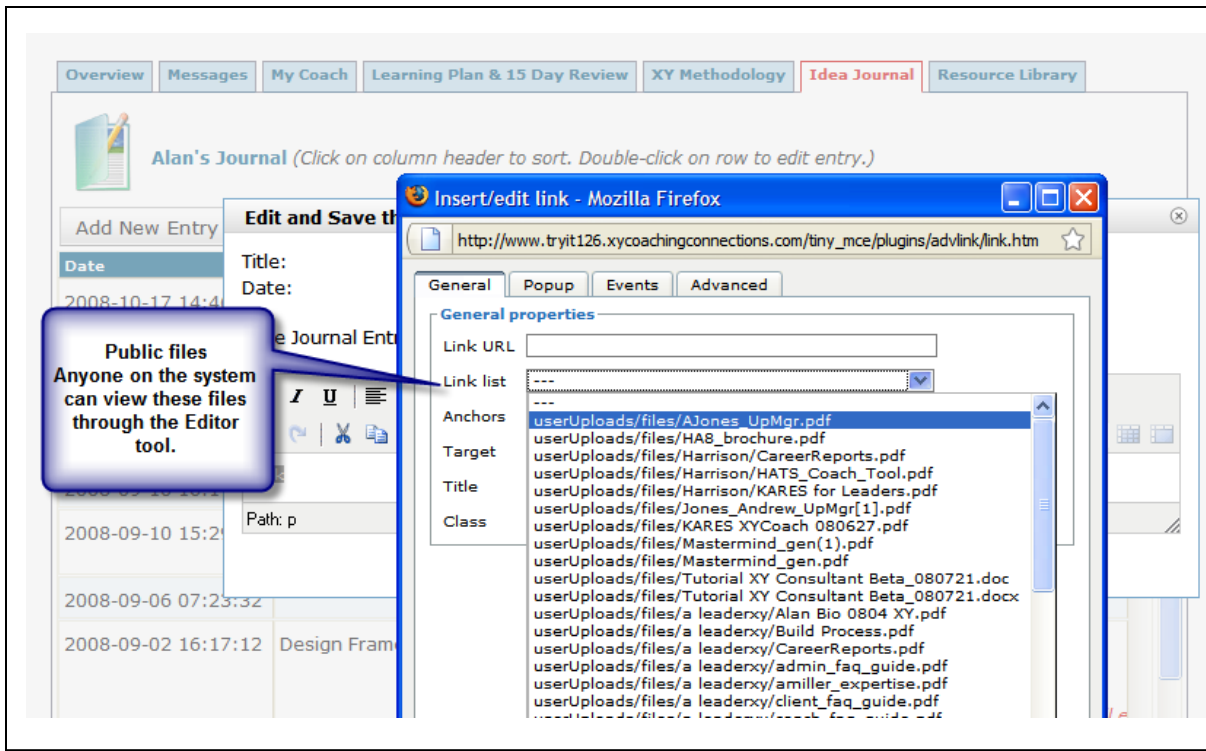 Overview Messages My Coach Learning Plan & 15 Day Review XY Methodology Idea Journal Resource Library
Alan's Journal (Click on column header to sort. Double-click on row to edit entry.)
Insert/edit link - Mozilla Firefox
Add New Entry
Edit and Save th
http://www.tryit126.xycoachingconnections.com/tiny_mce/plugins/advlink/link.htm
Date
Title:
Date:
General Popup Events Advanced
2008-10-17 14:46
General properties
Public files
Anyone on the system
can view these files
through the Editor
tool.
e Journal Entr
Link URL
Link list ---
---
Anchors
Target
Title
Class
userUploads/files/AJones_UpMgr.pdf
userUploads/files/HA8_brochure.pdf
userUploads/files/Harrison/CareerReports.pdf
userUploads/files/Harrison/HATS_Coach_Tool.pdf
userUploads/files/Harrison/KARES for Leaders.pdf
userUploads/files/Jones_Andrew_UpMgr[1].pdf
userUploads/files/KARES XYCoach 080627.pdf
userUploads/files/Mastermind_gen(1).pdf
userUploads/files/Mastermind_gen.pdf
userUploads/files/Tutorial XY Consultant Beta_080721.doc
userUploads/files/Tutorial XY Consultant Beta_080721.docx
userUploads/files/a leaderxy/Alan Bio 0804 XY.pdf
userUploads/files/a leaderxy/Build Process.pdf
userUploads/files/a leaderxy/CareerReports.pdf
userUploads/files/a leaderxy/admin_faq_guide.pdf
userUploads/files/a leaderxy/amiller_expertise.pdf
userUploads/files/a leaderxy/client_faq_guide.pdf
userUploads/files/a leaderxy/coach_faq_guide.pdf
I U
Path: p
2008-09-10 15:29
2008-09-06 07:23:32
2008-09-02 16:17:12 Design Fram